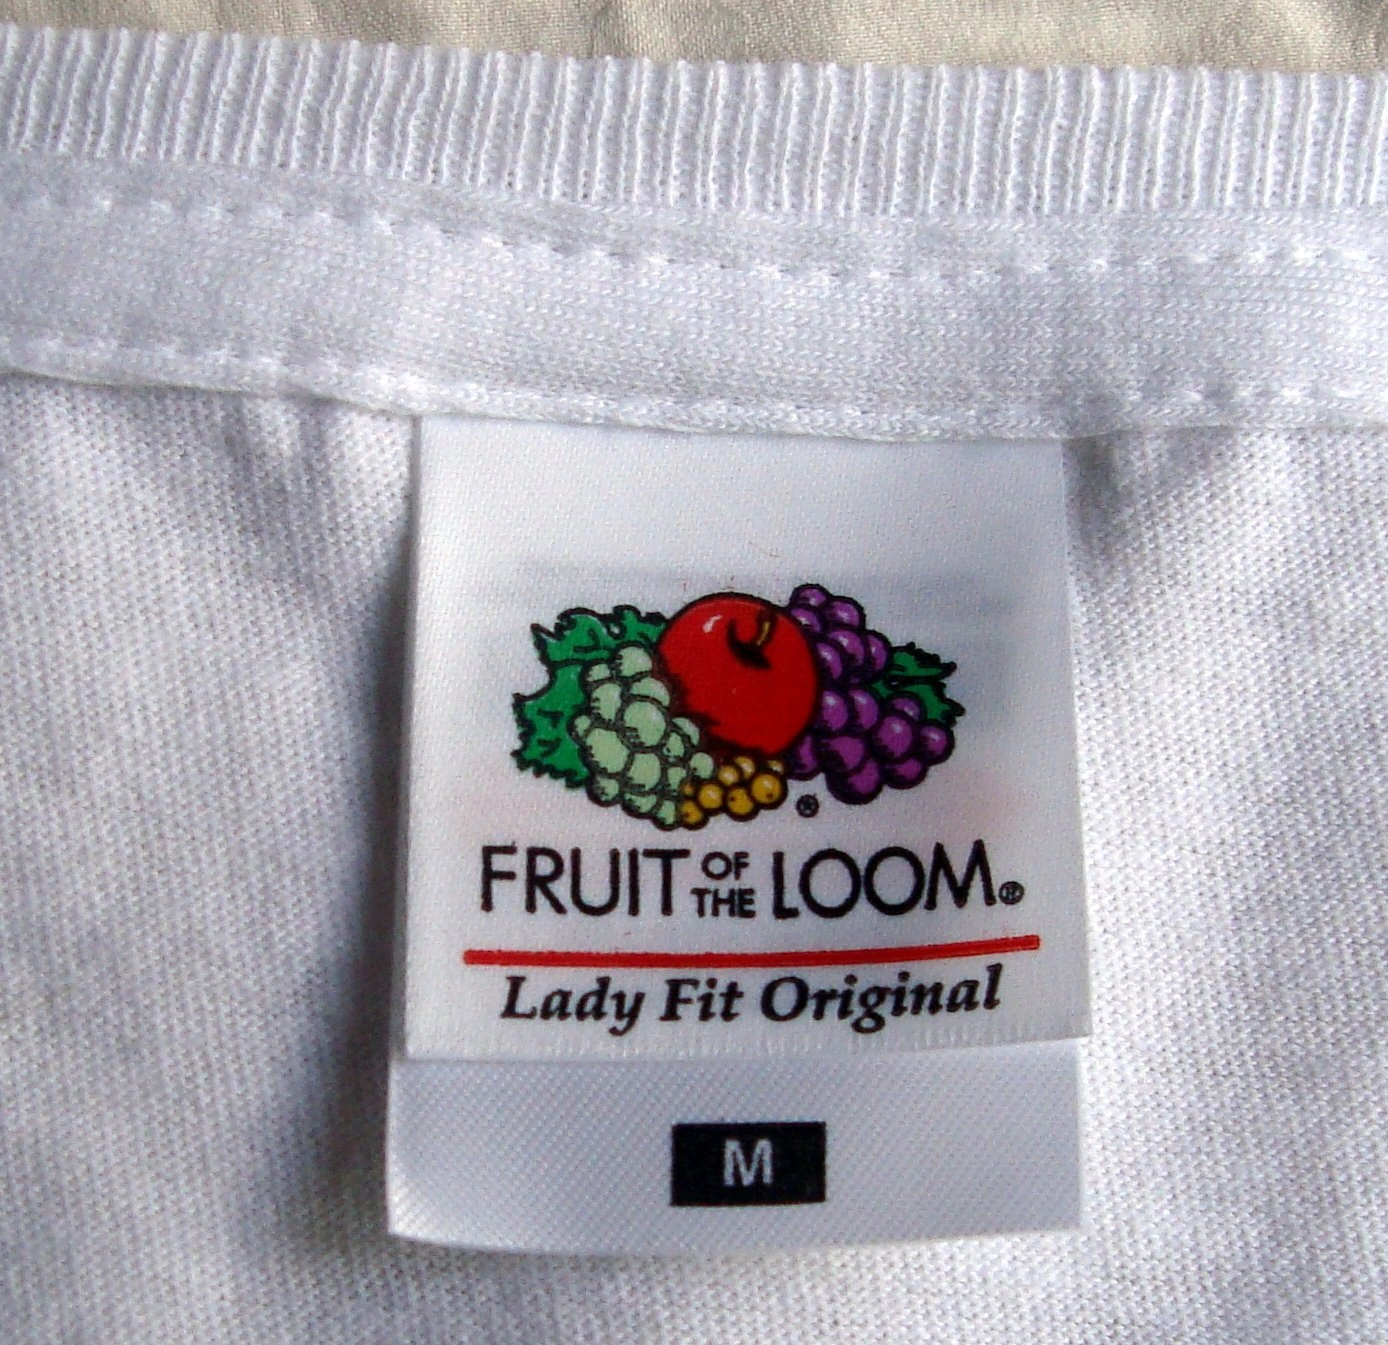 ®
FRUIT OF THE LOOM®
Lady Fit Original
M